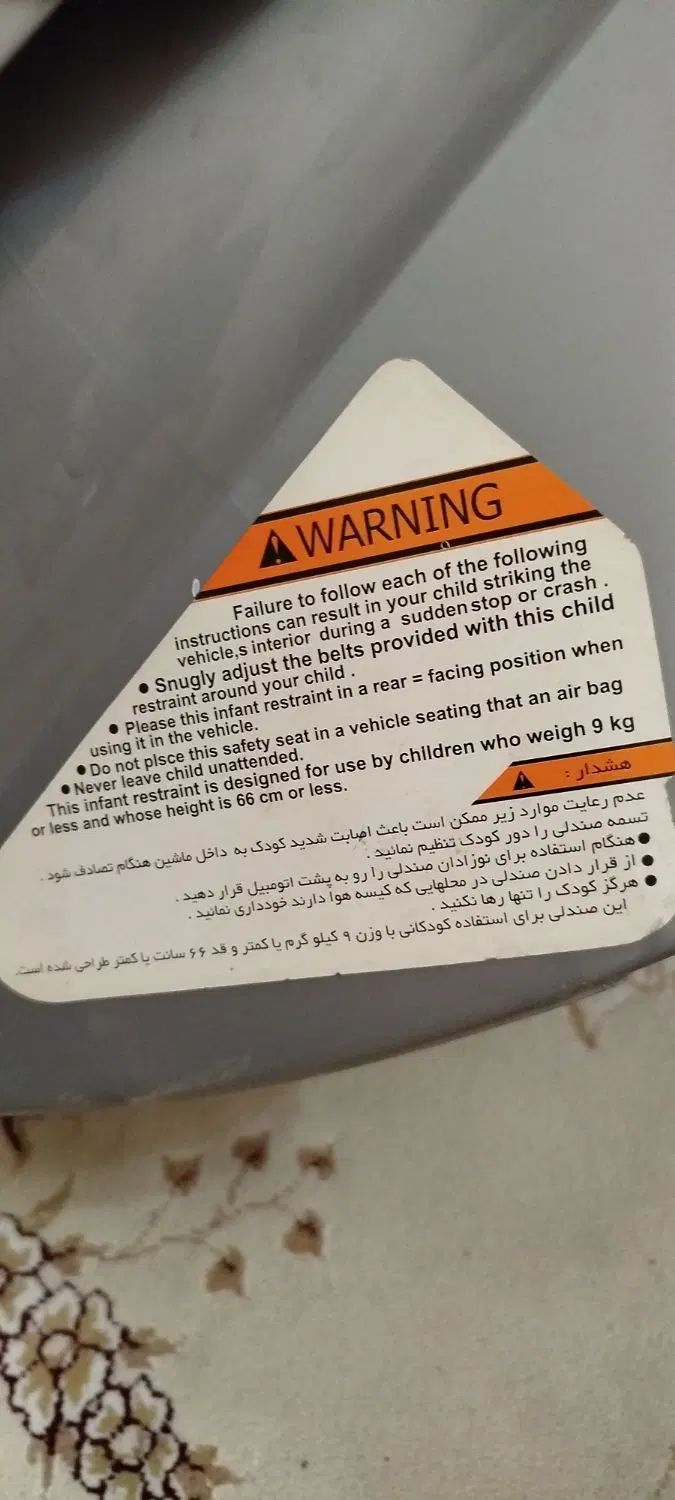 WARNING
Failure to follow each of the following
instructions can result in your child striking the
vehicle,s interior during a sudden stop or crash .
● Snugly adjust the belts provided with this child
restraint around your child .
● Please this infant restraint in a rear = facing position when
using it in the vehicle.
● Do not plsce this safety seat in a vehicle seating that an air bag
● Never leave child unattended.
This infant restraint is designed for use by chlldren who weigh 9 kg
or less and whose height is 66 cm or less.
هشدار :
عدم رعایت موارد زیر ممکن است باعث اصابت شدید کودک به داخل ماشین هنگام تصادف شود .
تسمه صندلی را دور کودک تنظیم نمائید .
● هنگام استفاده برای نوزادان صندلی را رو به پشت اتومبیل قرار دهید .
● از قرار دادن صندلی در محلهایی که کیسه هوا دارند خودداری نمائید .
● هرگز کودک را تنها رها نکنید .
این صندلی برای استفاده کودکانی با وزن ۹ کیلو گرم یا کمتر و قد ۶۶ سانت یا کمتر طراحی شده است.